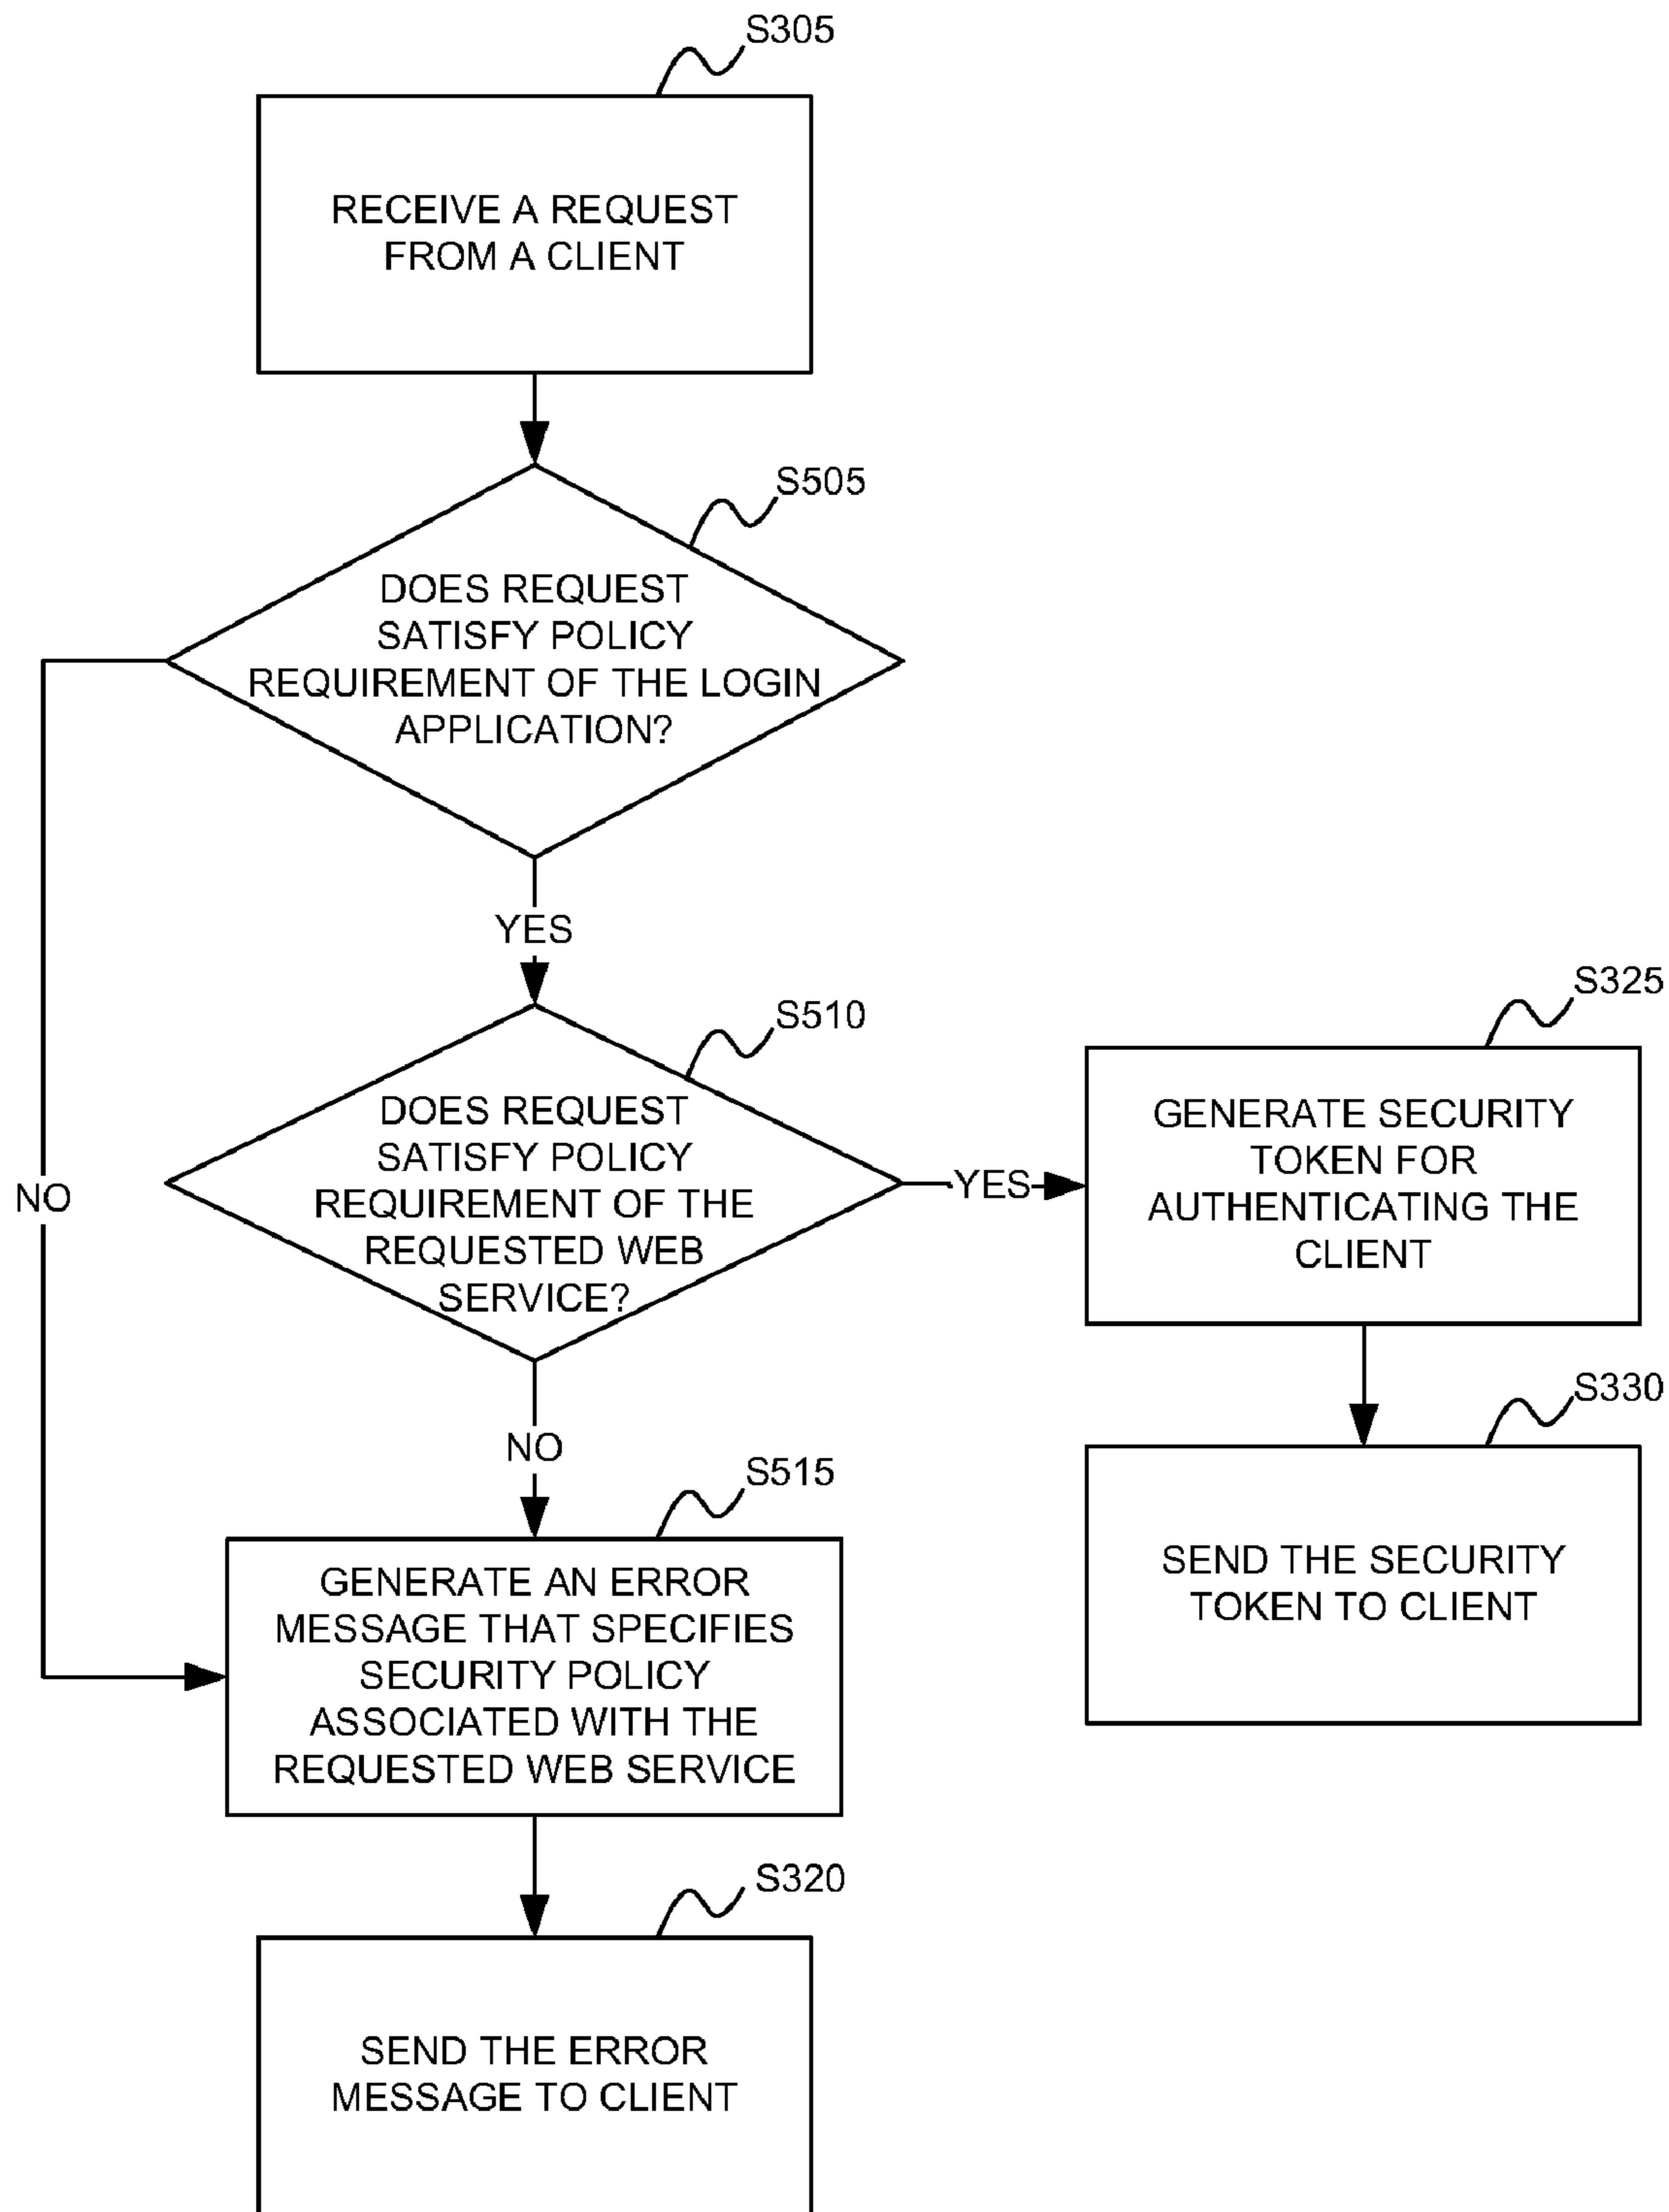 S305
RECEIVE A REQUEST
FROM A CLIENT
S505
DOES REQUEST
SATISFY POLICY
REQUIREMENT OF THE LOGIN
APPLICATION?
YES
S510
DOES REQUEST
SATISFY POLICY
REQUIREMENT OF THE
REQUESTED WEB
SERVICE?
YES
S325
GENERATE SECURITY
TOKEN FOR
AUTHENTICATING THE
CLIENT
NO
NO
S330
SEND THE SECURITY
TOKEN TO CLIENT
S515
GENERATE AN ERROR
MESSAGE THAT SPECIFIES
SECURITY POLICY
ASSOCIATED WITH THE
REQUESTED WEB SERVICE
S320
SEND THE ERROR
MESSAGE TO CLIENT